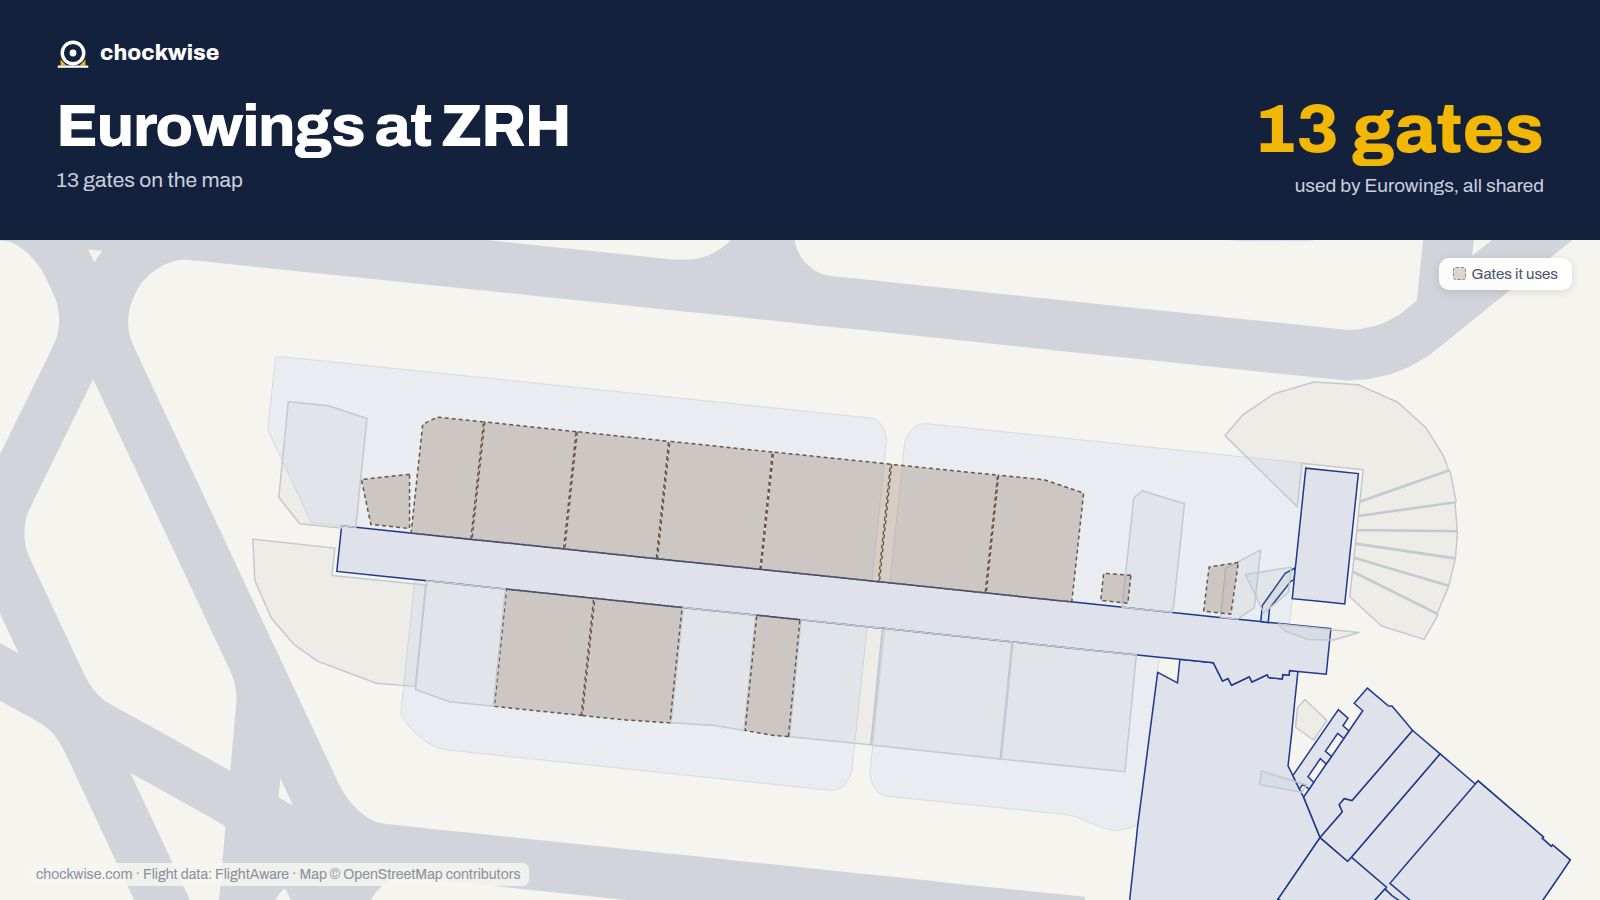 chockwise
Eurowings at ZRH
13 gates on the map
13 gates
used by Eurowings, all shared
Gates it uses
chockwise.com · Flight data: FlightAware · Map © OpenStreetMap contributors